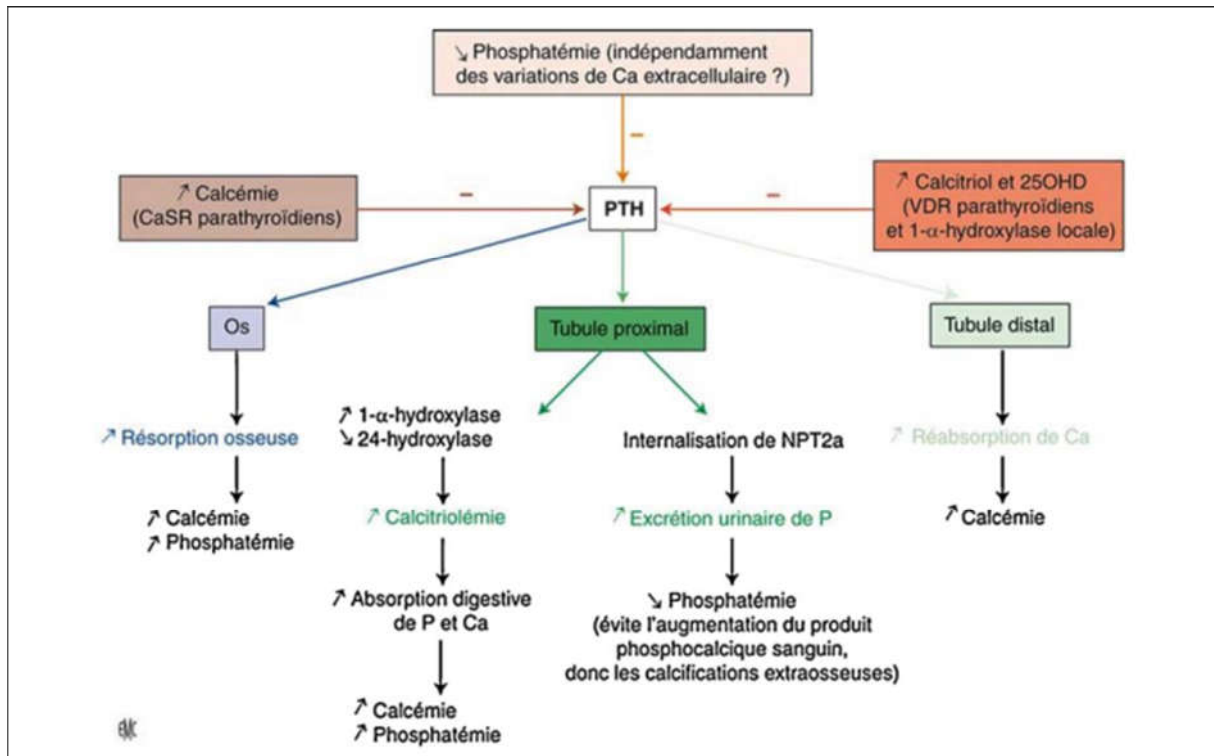 ↘ Phosphatémie (indépendamment
des variations de Ca extracellulaire ?)
–
↗ Calcémie
(CaSR parathyroïdiens)
–
PTH
–
↗ Calcitriol et 25OHD
(VDR parathyroïdiens
et 1-α-hydroxylase locale)
Os
Tubule proximal
Tubule distal
↗ Résorption osseuse
↗ Calcémie
↗ Phosphatémie
↗ 1-α-hydroxylase
↘ 24-hydroxylase
↗ Calcitriolémie
↗ Absorption digestive
de P et Ca
↗ Calcémie
↗ Phosphatémie
Internalisation de NPT2a
↗ Excrétion urinaire de P
↘ Phosphatémie
(évite l'augmentation du produit
phosphocalcique sanguin,
donc les calcifications extraosseuses)
↗ Réabsorption de Ca
↗ Calcémie
EMC